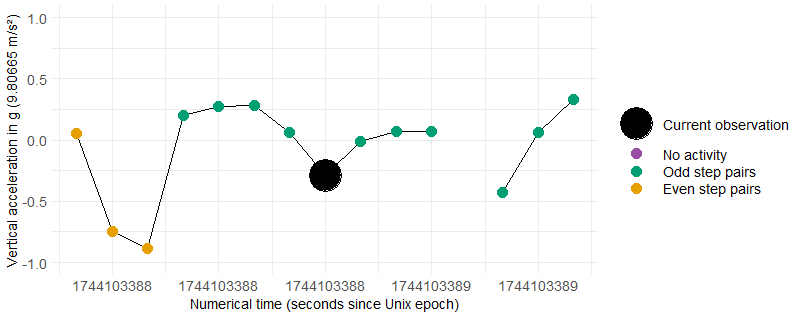 Vertical acceleration in g (9.80665 m/s²)
1.0
0.5
0.0
-0.5
-1.0
1744103388 1744103388 1744103388 1744103389 1744103389
Numerical time (seconds since Unix epoch)
Current observation
No activity
Odd step pairs
Even step pairs